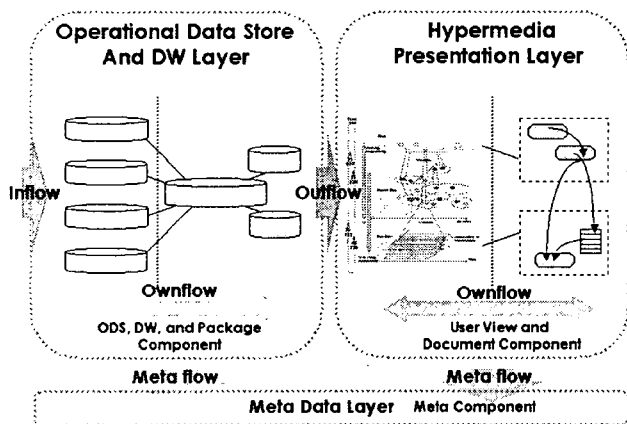 Operational Data Store
And DW Layer
Hypermedia
Presentation Layer
Inflow
Outflow
Ownflow
ODS, DW, and Package
Component
Ownflow
User View and
Document Component
Meta flow
Meta flow
Meta Data Layer Meta Component